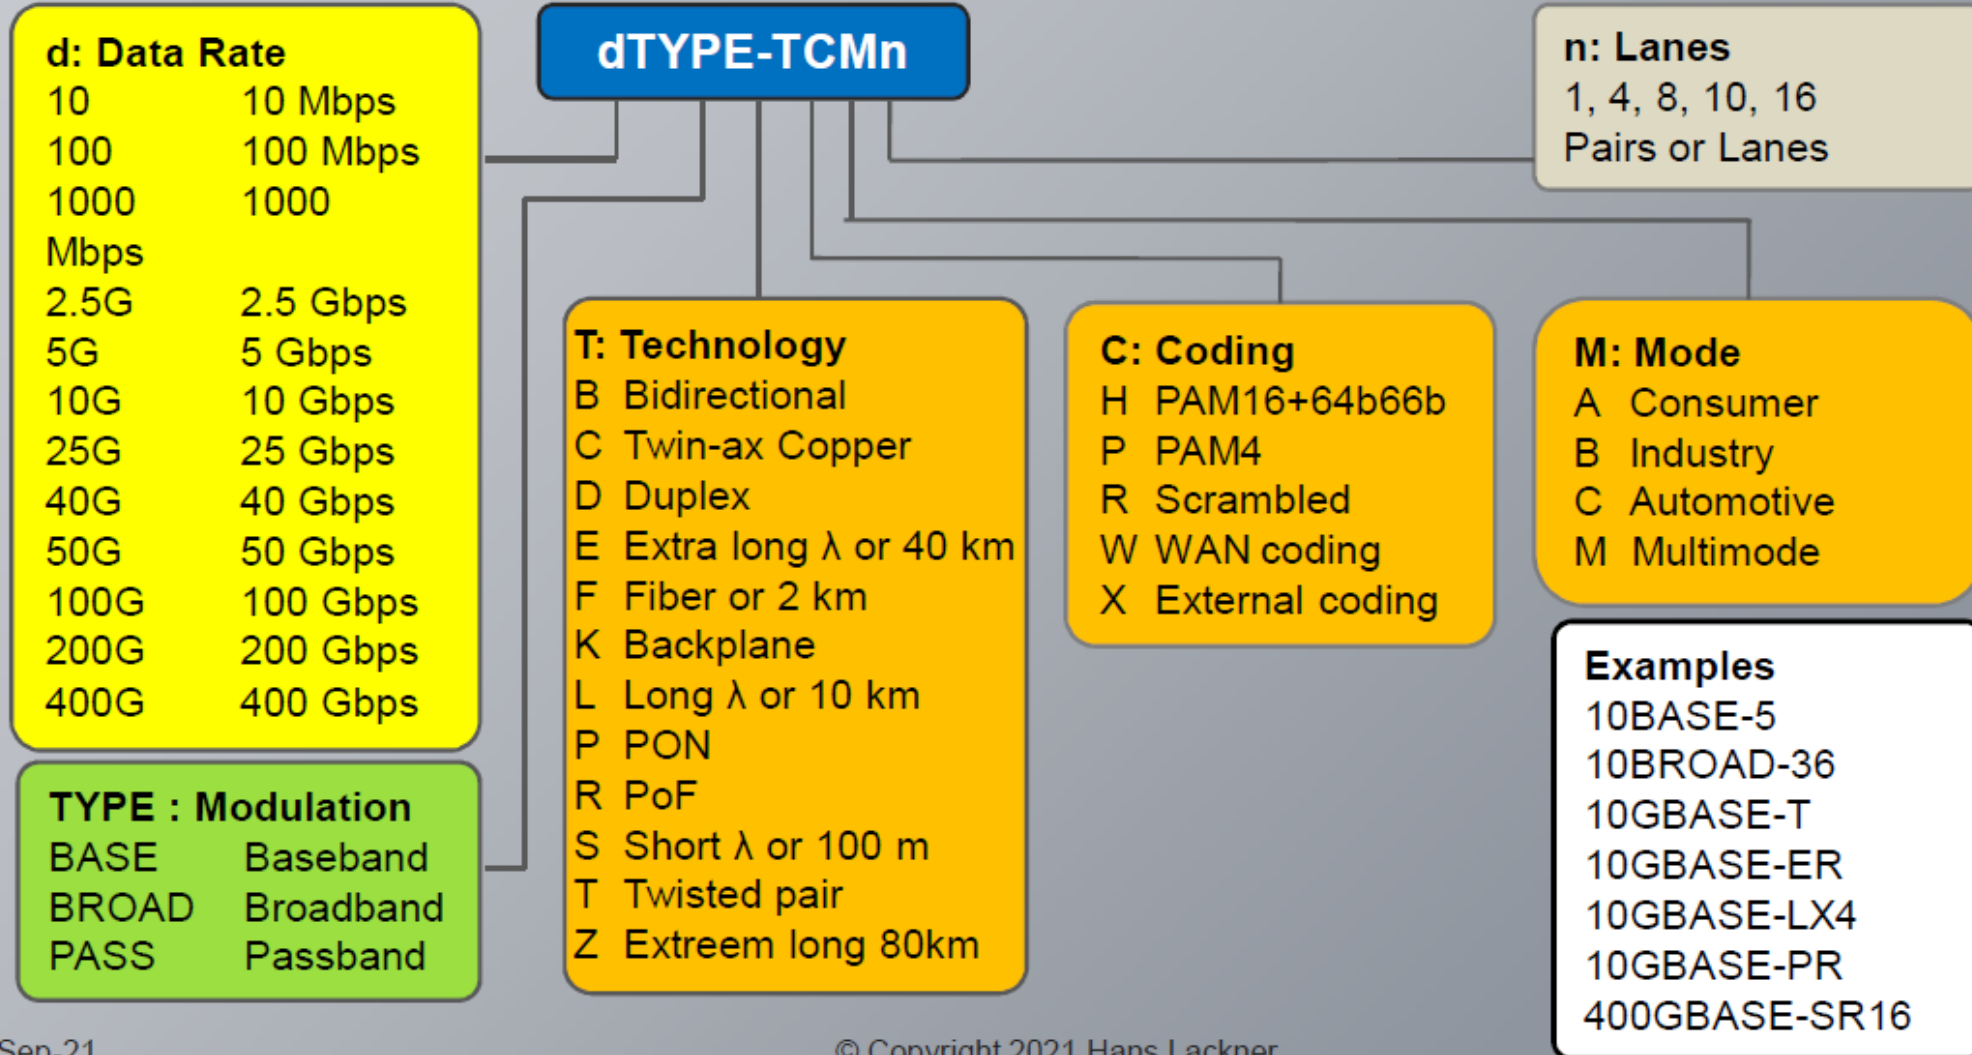 d: Data Rate
10 10 Mbps
100 100 Mbps
1000 1000
Mbps
2.5G 2.5 Gbps
5G 5 Gbps
10G 10 Gbps
25G 25 Gbps
40G 40 Gbps
50G 50 Gbps
100G 100 Gbps
200G 200 Gbps
400G 400 Gbps
TYPE : Modulation
BASE Baseband
BROAD Broadband
PASS Passband
dTYPE-TCMn
T: Technology
B Bidirectional
C Twin-ax Copper
D Duplex
E Extra long λ or 40 km
F Fiber or 2 km
K Backplane
L Long λ or 10 km
P PON
R PoF
S Short λ or 100 m
T Twisted pair
Z Extreem long 80km
C: Coding
H PAM16+64b66b
P PAM4
R Scrambled
W WAN coding
X External coding
n: Lanes
1, 4, 8, 10, 16
Pairs or Lanes
M: Mode
A Consumer
B Industry
C Automotive
M Multimode
Examples
10BASE-5
10BROAD-36
10GBASE-T
10GBASE-ER
10GBASE-LX4
10GBASE-PR
400GBASE-SR16
Sep-21
© Copyright 2021 Hans Lackner